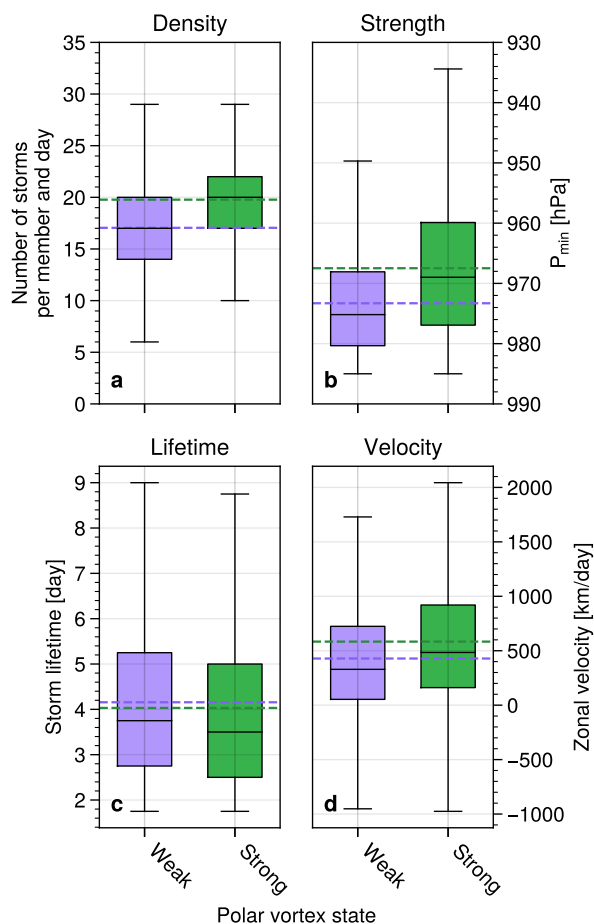 Density
Strength
35
30
25
20
15
10
5
0
Number of storms
per member and day
a
930
940
950
960
970
980
990
Pmin [hPa]
b
Lifetime
Velocity
9
8
7
6
5
4
3
2
Storm lifetime [day]
c
2000
1500
1000
500
0
−500
−1000
Zonal velocity [km/day]
d
Weak
Strong
Weak
Strong
Polar vortex state